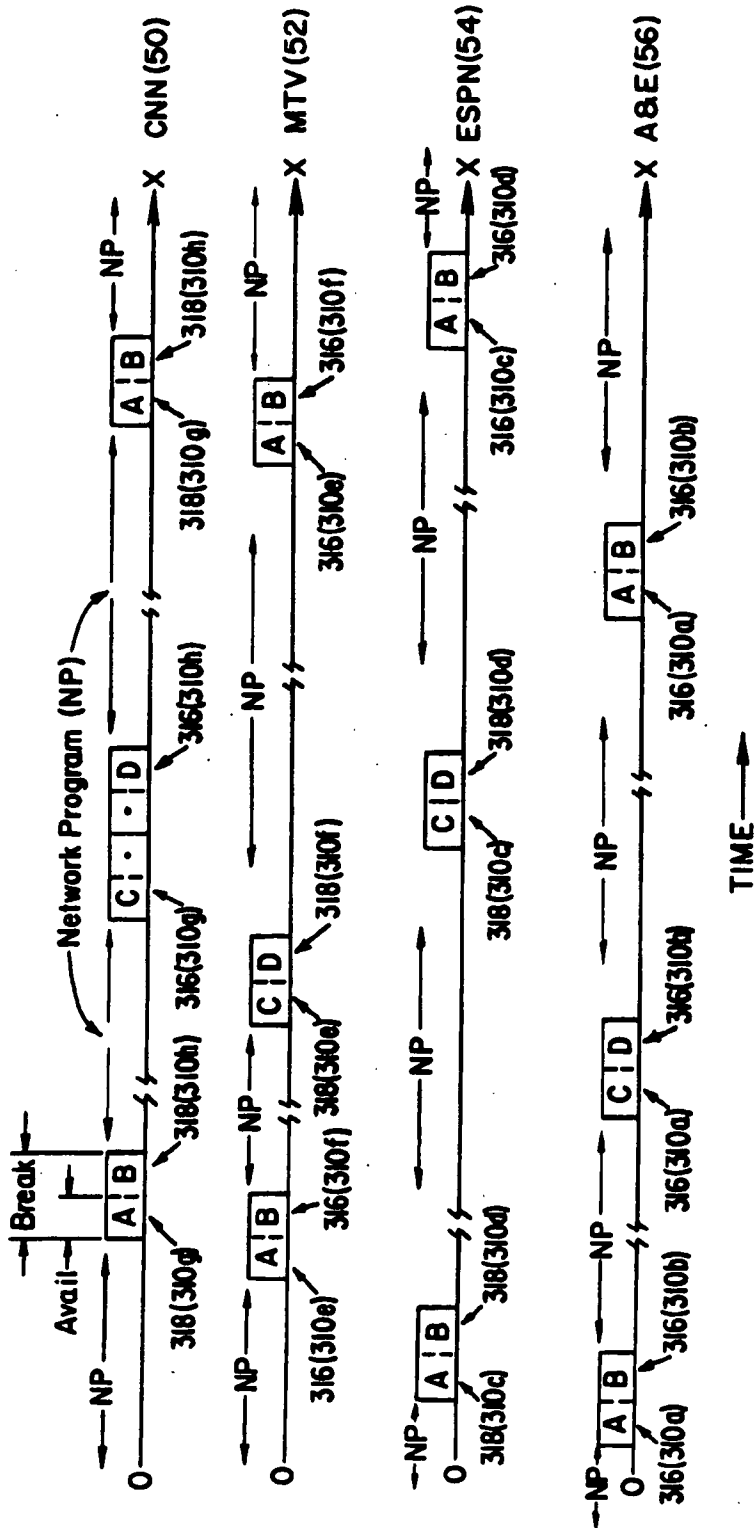 Break
Avail
Network Program (NP)
NP
NP
A B
C • • D
A B
O
X CNN(50)
318(310g)
318(310h)
316(310g)
316(310h)
318(310g)
318(310h)
NP
NP
NP
NP
A B
C D
A B
O
X MTV(52)
316(310e)
316(310f)
318(310e)
318(310f)
316(310e)
316(310f)
NP
NP
NP
NP
A B
C D
A B
O
X ESPN(54)
318(310c)
318(310d)
318(310c)
318(310d)
316(310c)
316(310d)
NP
NP
NP
NP
A B
C D
A B
O
X A&E(56)
316(310a)
316(310b)
316(310a)
316(310b)
316(310a)
316(310b)
TIME